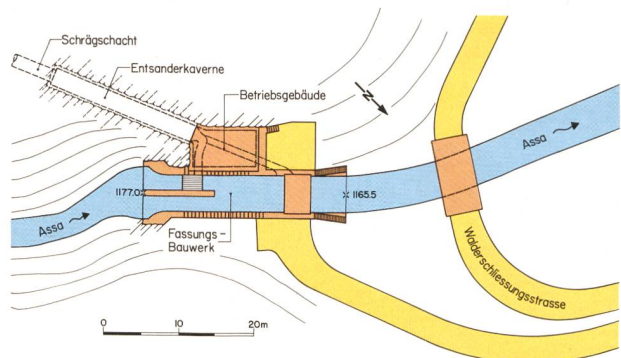 Schrägschacht
Entsanderkaverne
Betriebsgebäude
N
Assa
1177.0
1165.5
Assa
Fassungs-
Bauwerk
Walderschliessungsstrasse
0 10 20m